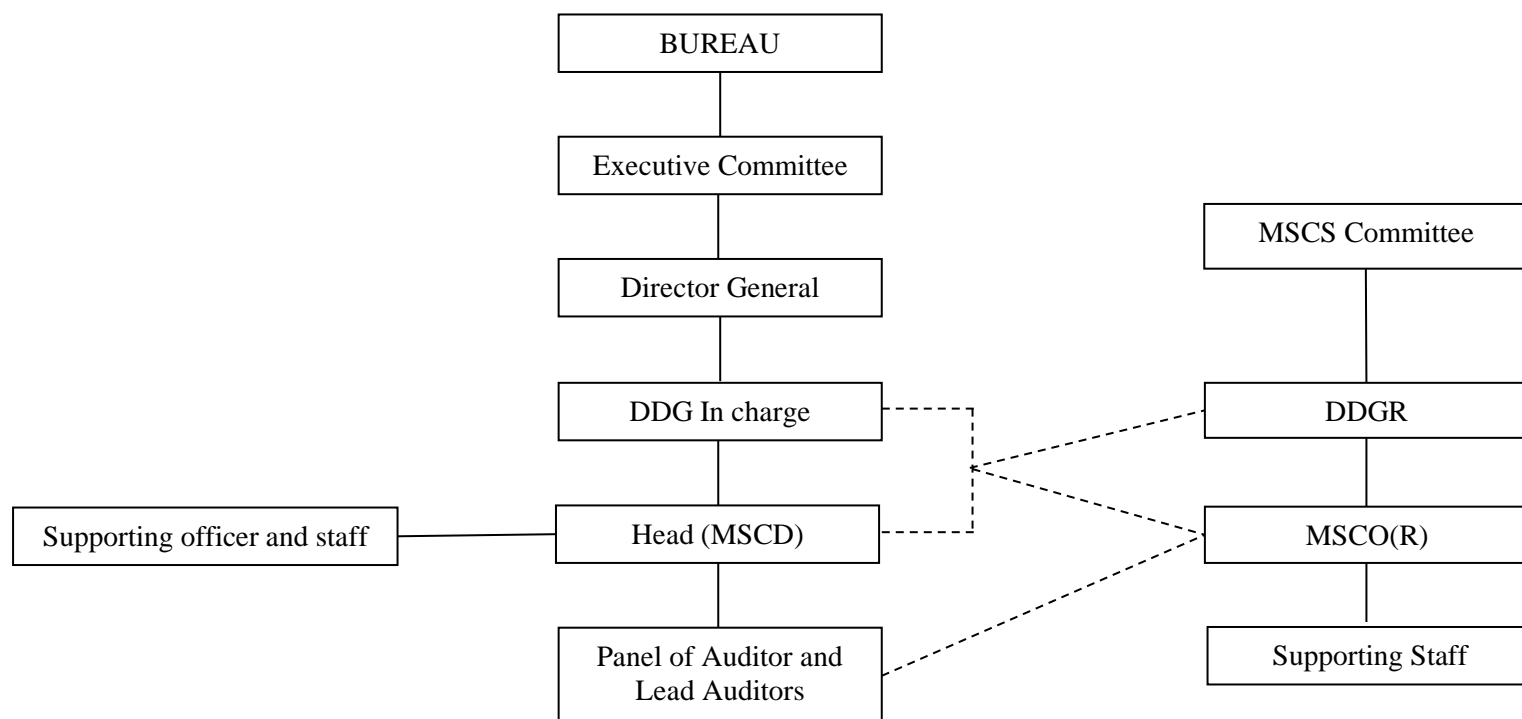 BUREAU
Executive Committee
MSCS Committee
Director General
DDG In charge
DDGR
Supporting officer and staff
Head (MSCD)
MSCO(R)
Panel of Auditor and
Lead Auditors
Supporting Staff